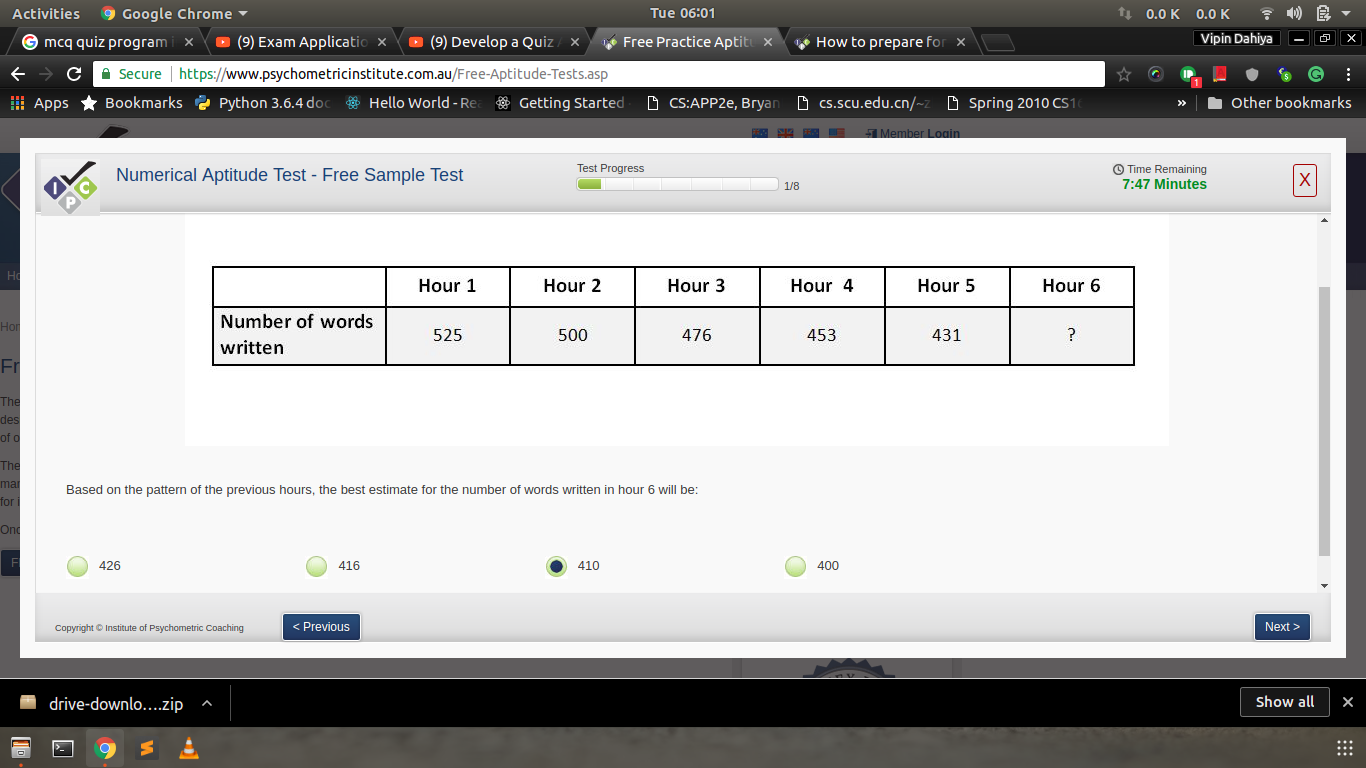 Activities Google Chrome Tue 06:01 0.0 K 0.0 K
mcq quiz program i (9) Exam Applicatio (9) Develop a Quiz A Free Practice Aptit How to prepare for Vipin Dahiya
Secure https://www.psychometricinstitute.com.au/Free-Aptitude-Tests.asp
Apps Bookmarks Python 3.6.4 doc Hello World - Rea Getting Started CS:APP2e, Bryan cs.scu.edu.cn/~z Spring 2010 CS1 » Other bookmarks
Member Login
I P C
Numerical Aptitude Test - Free Sample Test
Test Progress
1/8
Time Remaining
7:47 Minutes
X
Hour 1 Hour 2 Hour 3 Hour 4 Hour 5 Hour 6
Number of words written 525 500 476 453 431 ?
Based on the pattern of the previous hours, the best estimate for the number of words written in hour 6 will be:
426 416 410 400
Copyright © Institute of Psychometric Coaching < Previous Next >
drive-downlo....zip Show all